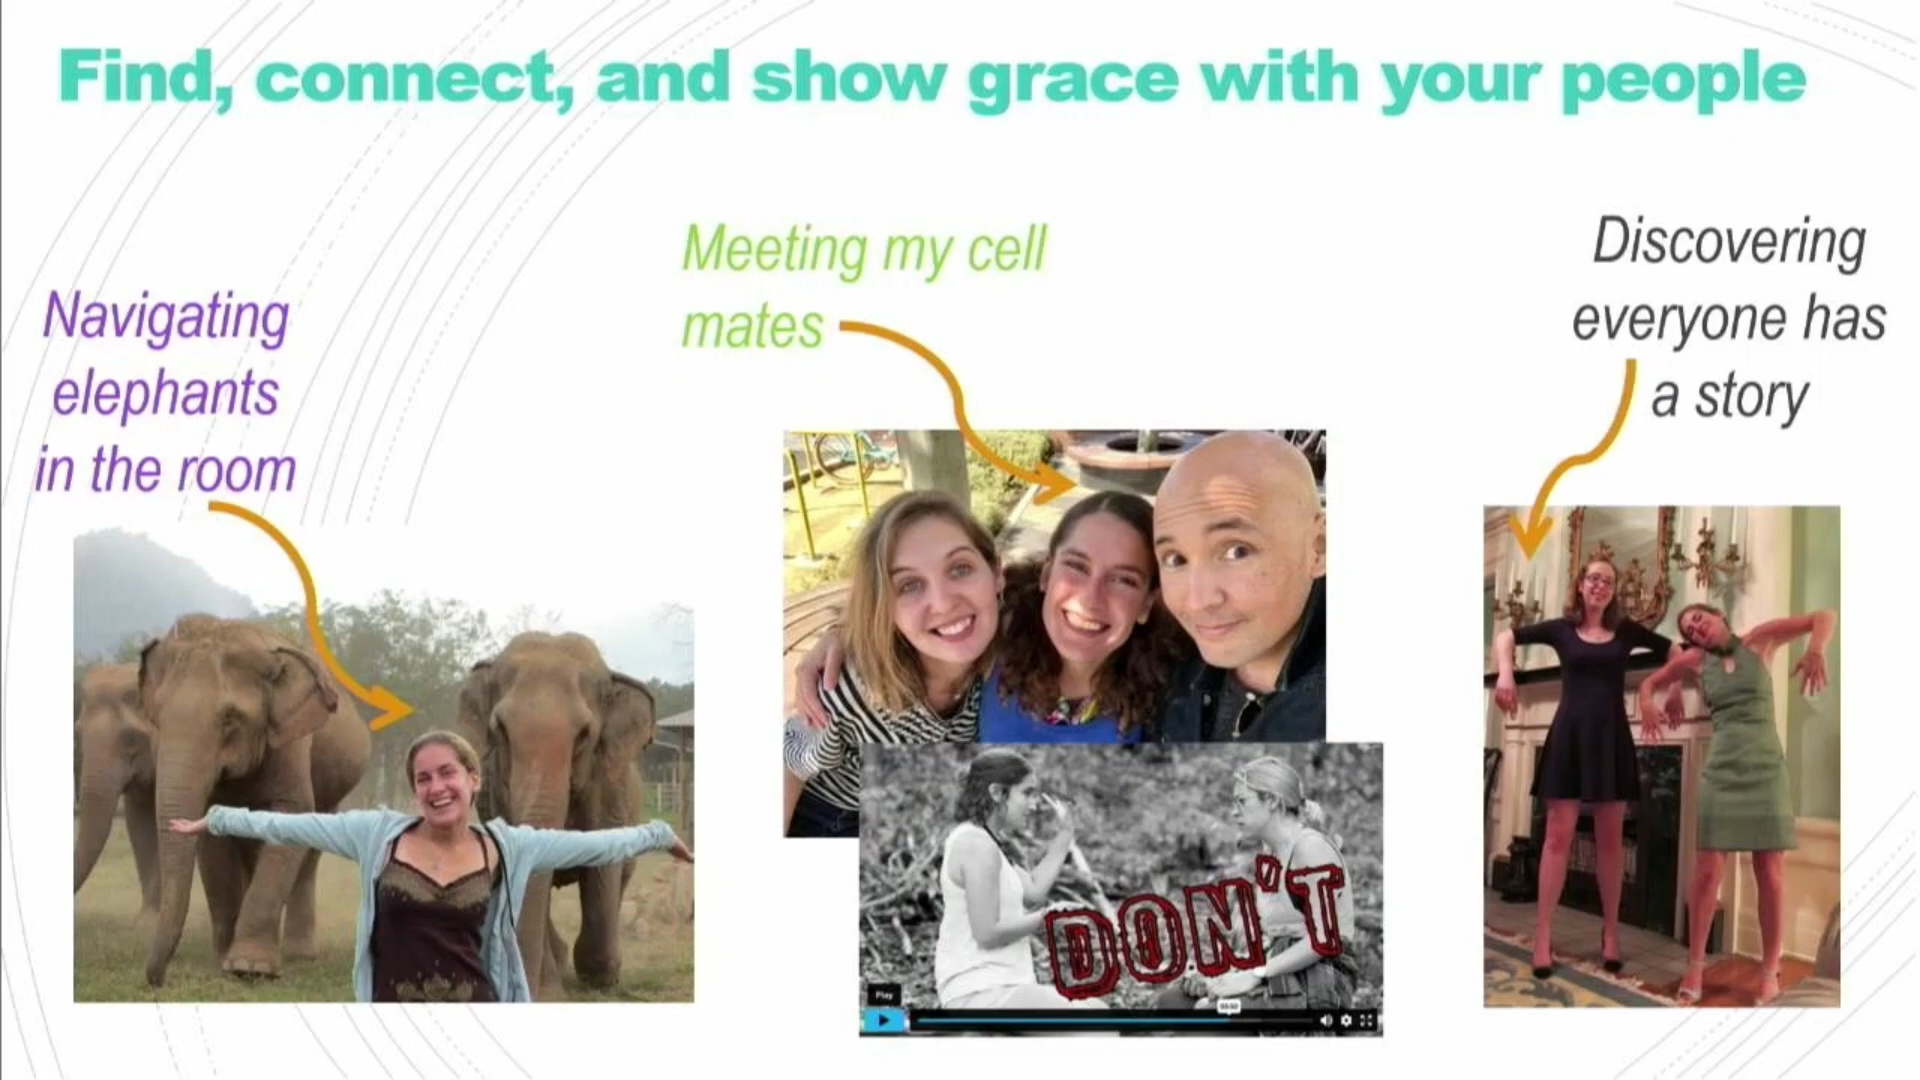 Find, connect, and show grace with your people
Navigating
elephants
in the room
Meeting my cell
mates
Discovering
everyone has
a story
DON'T
Play